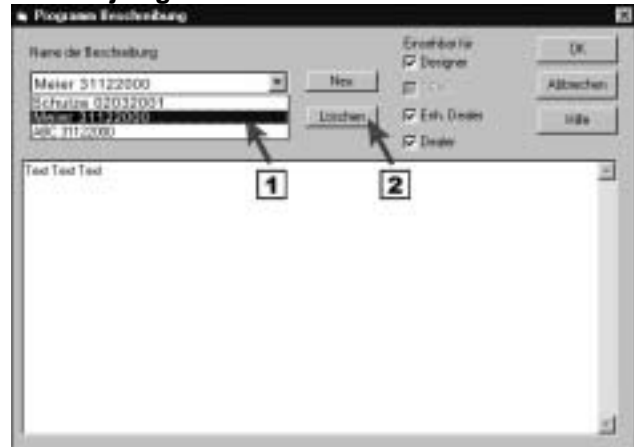 Programm Beschreibung
Name der Beschreibung
Meier 31122000
Schulze 02032001
Meier 31122000
ABC 31122000
Neu
Löschen
Einsehbar für
Designer
Enh. Dealer
Dealer
OK
Abbrechen
Hilfe
1
2
Text Text Text